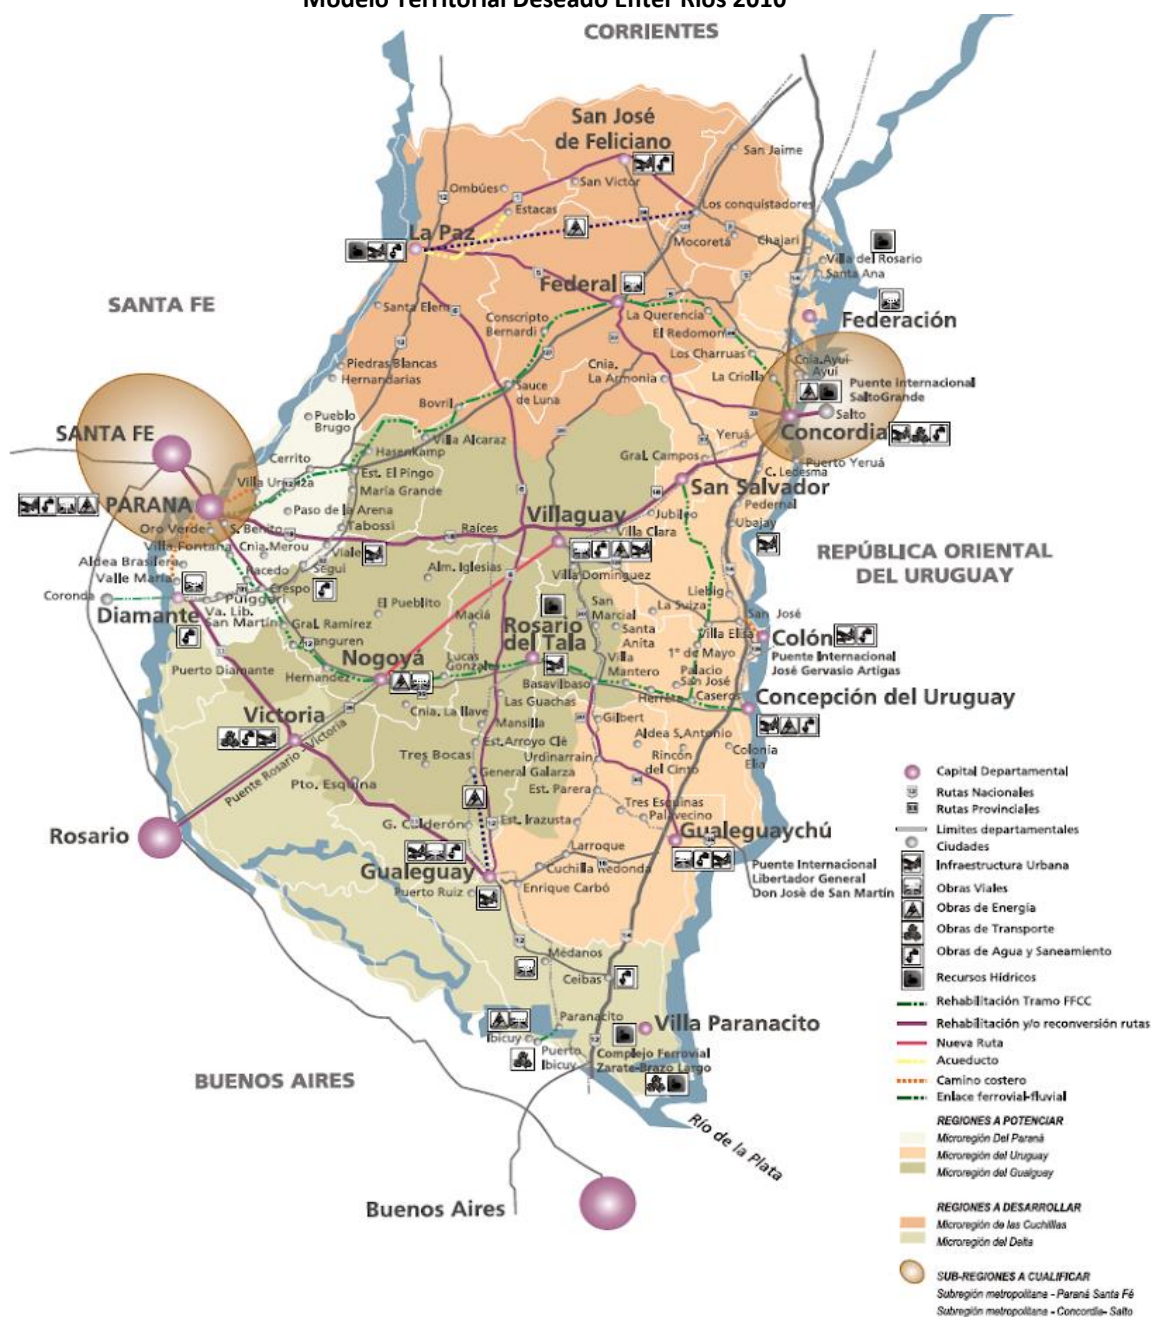 Modelo Territorial Deseado Enter Ríos 2010
CORRIENTES
San José
de Feliciano
San Jaime
Ombúes
San Victor
Estacas
Los conquistadores
La Paz
Mocoretá
Chajari
Villa del Rosario
Santa Ana
Federal
SANTA FE
Santa Elena
Conscripto
Bernardi
La Querencia
El Redomon
Federación
Los Charruas
Cnia.Ayui
Ayui
Piedras Blancas
Hernandarias
Cnia.
La Armonia
La Criolla
Puente Internacional
SaltoGrande
Sauce
de Luna
Salto
Bovril
Pueblo
Brugo
SANTA FE
Concordia
Villa Alcaraz
Yeruá
Hasenkamp
Cerrito
Gral. Campos
Puerto Yeruá
Est. El Pingo
C. Ledesma
Villa Urquiza
María Grande
San Salvador
PARANA
Paso de la Arena
Pedernal
Villaguay
Jubileo
Ubajay
Oro Verde
S. Benito
Tabossi
Raíces
Villa Clara
Villa Fontana
Cnia.Merou
Viale
REPÚBLICA ORIENTAL
DEL URUGUAY
Aldea Brasilera
Racedo
Segui
Alm. Iglesias
Villa Dominguez
Valle María
Crespo
Coronda
Puiggari
El Pueblito
Liebig
Diamante
Va. Lib.
San Martín
Maciá
San
Marcial
La Suiza
San José
Gral. Ramírez
Aranguren
Rosario
del Tala
Santa
Anita
Villa Elisa
Colón
1º de Mayo
Puente Internacional
José Gervasio Artigas
Nogoyá
Lucas
Gonzalez
Villa
Mantero
Palacio
San José
Puerto Diamante
Hernandez
Basavilbaso
Herrera
Caseros
Concepción del Uruguay
Las Guachas
Cnia. La llave
Victoria
Mansilla
Gilbert
Puente Rosario Victoria
Est.Arroyo Clé
Aldea S.Antonio
Colonia
Elia
Tres Bocas
Urdinarrain
Rincón
del Cinto
General Galarza
Pto. Esquina
Est. Parera
Tres Esquinas
Palavecino
Rosario
G. Calderón
Est. Irazusta
Gualeguaychú
Larroque
Gualeguay
Cuchilla Redonda
Puente Internacional
Libertador General
Don Josè de San Martín
Puerto Ruiz
Enrique Carbó
Médanos
Ceibas
Paranacito
Villa Paranacito
Ibicuy
Puerto
Ibicuy
Complejo Ferrovial
Zarate-Brazo Largo
BUENOS AIRES
Río de la Plata
Buenos Aires
Capital Departamental
Rutas Nacionales
Rutas Provinciales
Limites departamentales
Ciudades
Infraestructura Urbana
Obras Viales
Obras de Energía
Obras de Transporte
Obras de Agua y Saneamiento
Recursos Hídricos
Rehabilitación Tramo FFCC
Rehabilitación y/o reconversión rutas
Nueva Ruta
Acueducto
Camino costero
Enlace ferrovial-fluvial
REGIONES A POTENCIAR
Microregión Del Paraná
Microregión del Uruguay
Microregión del Gualguay
REGIONES A DESARROLLAR
Microregión de las Cuchillas
Microregión del Delta
SUB-REGIONES A CUALIFICAR
Subregión metropolitana - Paraná Santa Fé
Subregión metropolitana - Concordia- Salto